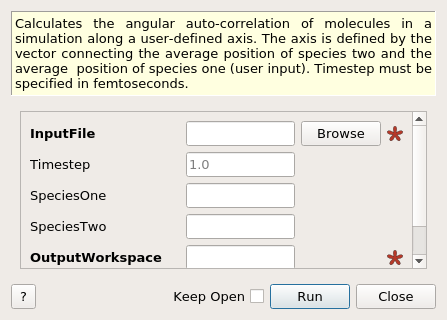 Calculates the angular auto-correlation of molecules in a
simulation along a user-defined axis. The axis is defined by the
vector connecting the average position of species two and the
average position of species one (user input). Timestep must be
specified in femtoseconds.
InputFile Browse *
Timestep 1.0
SpeciesOne
SpeciesTwo
OutputWorkspace *
? Keep Open Run Close